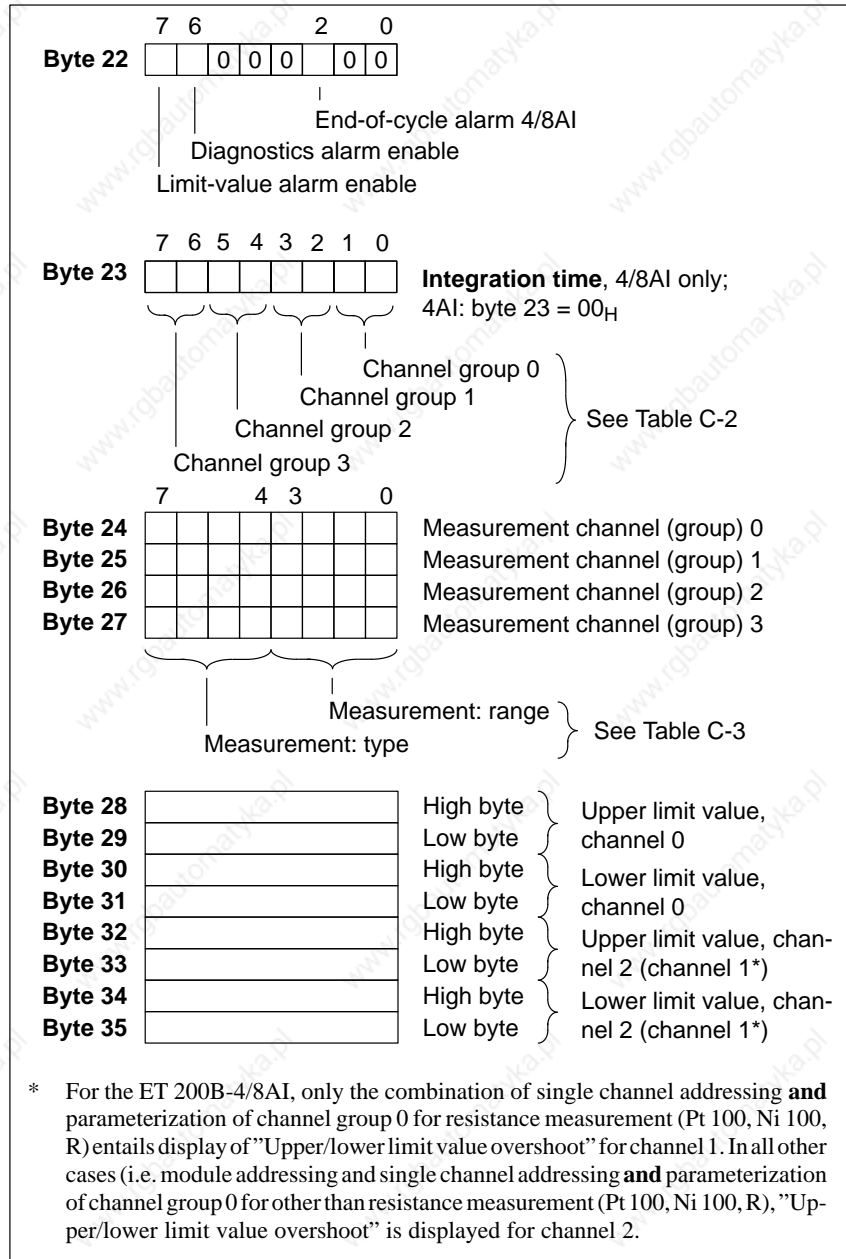 7 6 2 0
Byte 22 0 0 0 0 0
End-of-cycle alarm 4/8AI
Diagnostics alarm enable
Limit-value alarm enable
7 6 5 4 3 2 1 0
Byte 23
Integration time, 4/8AI only;
4AI: byte 23 = 00H
Channel group 0
Channel group 1
Channel group 2
Channel group 3
See Table C-2
7 4 3 0
Byte 24 Measurement channel (group) 0
Byte 25 Measurement channel (group) 1
Byte 26 Measurement channel (group) 2
Byte 27 Measurement channel (group) 3
Measurement: range
Measurement: type
See Table C-3
Byte 28 High byte
Byte 29 Low byte
Upper limit value,
channel 0
Byte 30 High byte
Byte 31 Low byte
Lower limit value,
channel 0
Byte 32 High byte
Byte 33 Low byte
Upper limit value, chan-
nel 2 (channel 1*)
Byte 34 High byte
Byte 35 Low byte
Lower limit value, chan-
nel 2 (channel 1*)
* For the ET 200B-4/8AI, only the combination of single channel addressing and
parameterization of channel group 0 for resistance measurement (Pt 100, Ni 100,
R) entails display of ”Upper/lower limit value overshoot” for channel 1. In all other
cases (i.e. module addressing and single channel addressing and parameterization
of channel group 0 for other than resistance measurement (Pt 100, Ni 100, R), ”Up-
per/lower limit value overshoot” is displayed for channel 2.
www.rgbautomatyka.pl